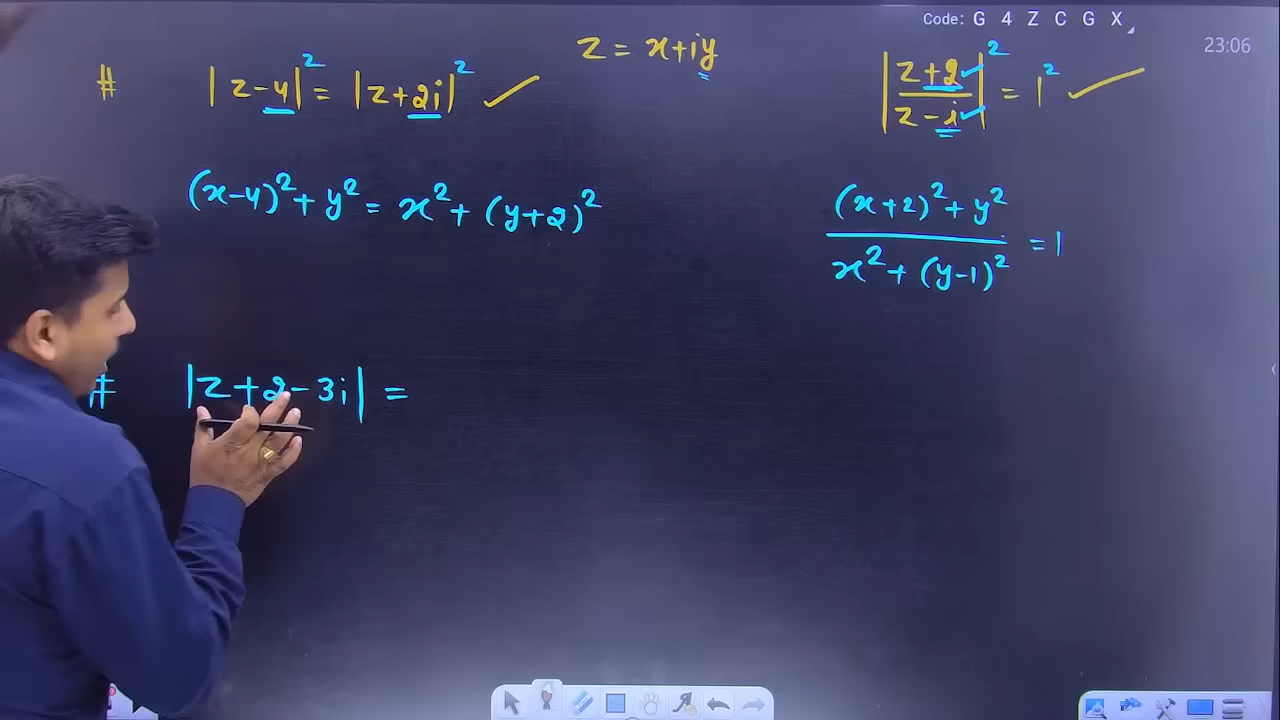 Code: G 4 Z C G X
23:06
z = x+iy
# |z-4|² = |z+2i|²
|z+2/z-i|² = 1²
(x-4)² + y² = x² + (y+2)²
(x+2)² + y² / x² + (y-1)² = 1
# |z+2-3i| =